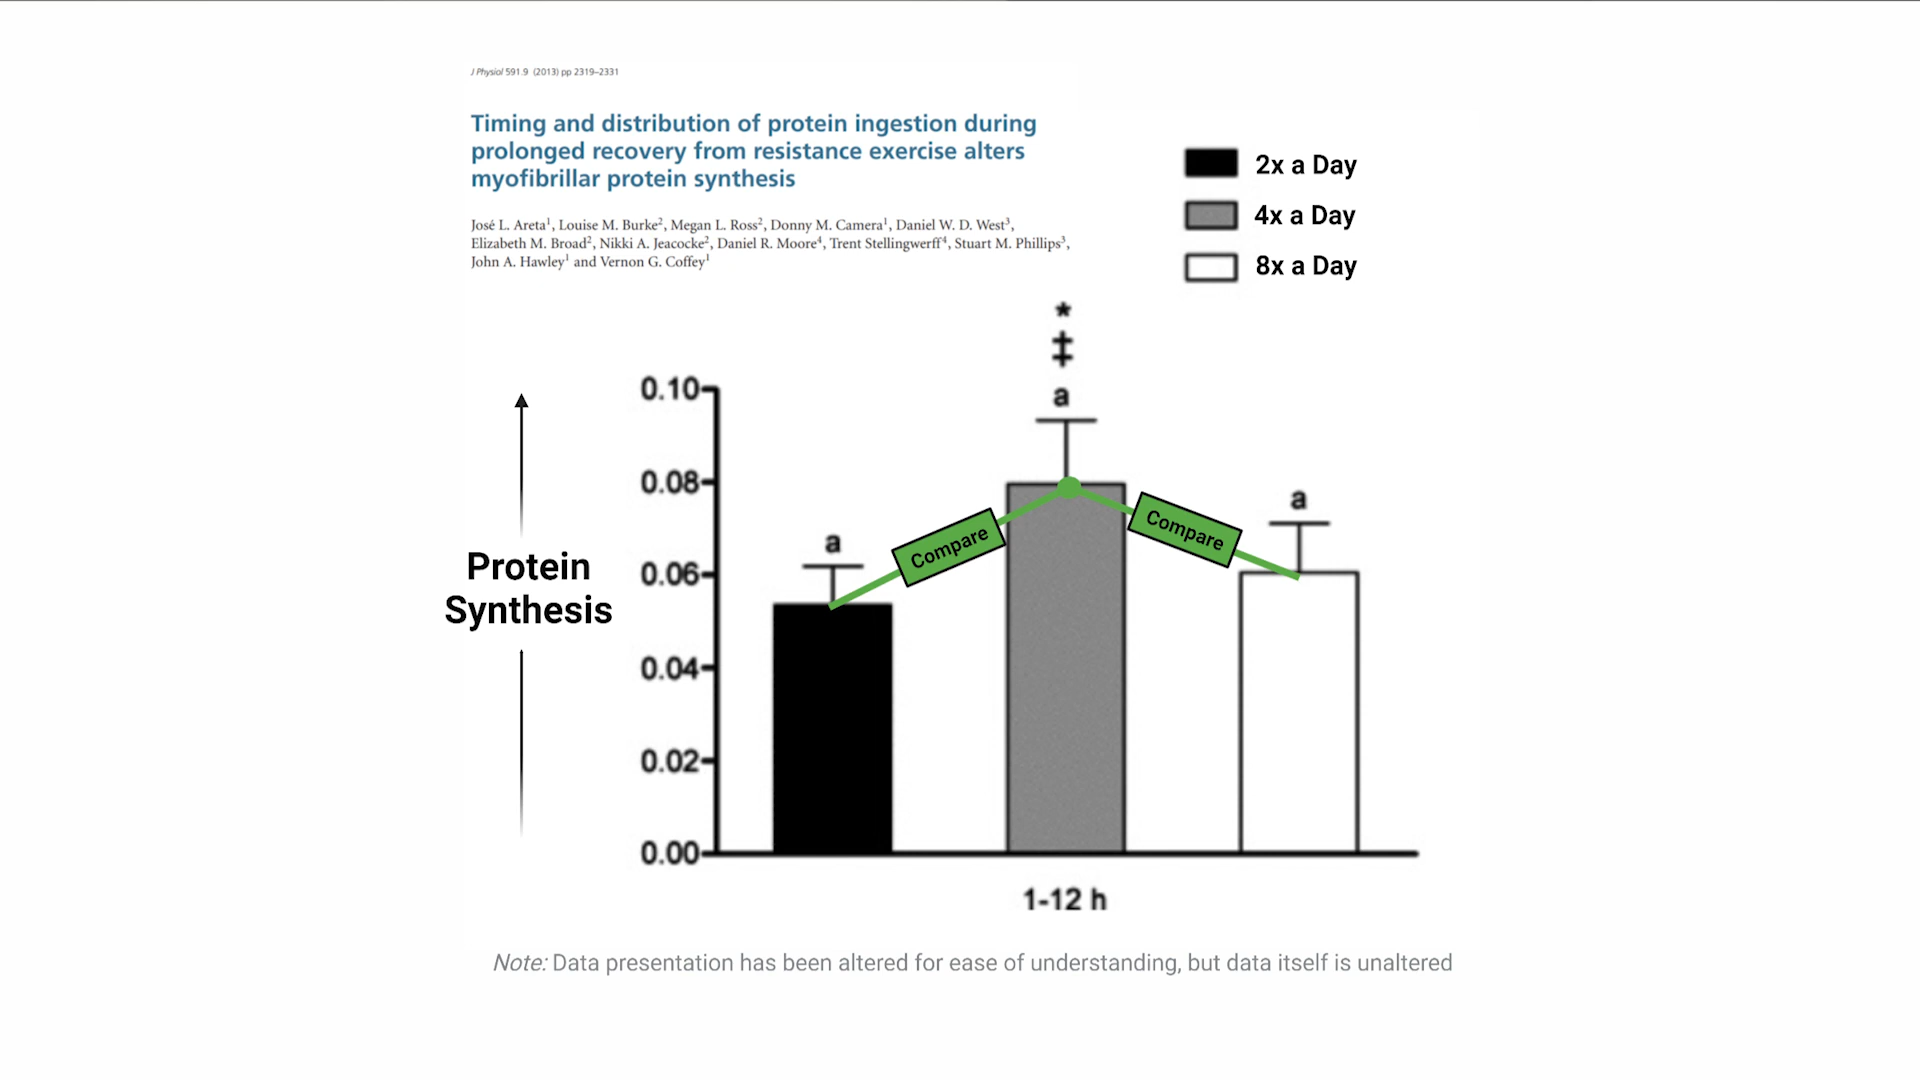 J Physiol 591.9 (2013) pp 2319–2331
Timing and distribution of protein ingestion during
prolonged recovery from resistance exercise alters
myofibrillar protein synthesis
José L. Areta¹, Louise M. Burke², Megan L. Ross², Donny M. Camera¹, Daniel W. D. West³,
Elizabeth M. Broad², Nikki A. Jeacocke², Daniel R. Moore⁴, Trent Stellingwerff⁴, Stuart M. Phillips³,
John A. Hawley¹ and Vernon G. Coffey¹
2x a Day
4x a Day
8x a Day
*
‡
a
a
a
0.10
0.08
0.06
0.04
0.02
0.00
Protein
Synthesis
Compare
Compare
1-12 h
Note: Data presentation has been altered for ease of understanding, but data itself is unaltered